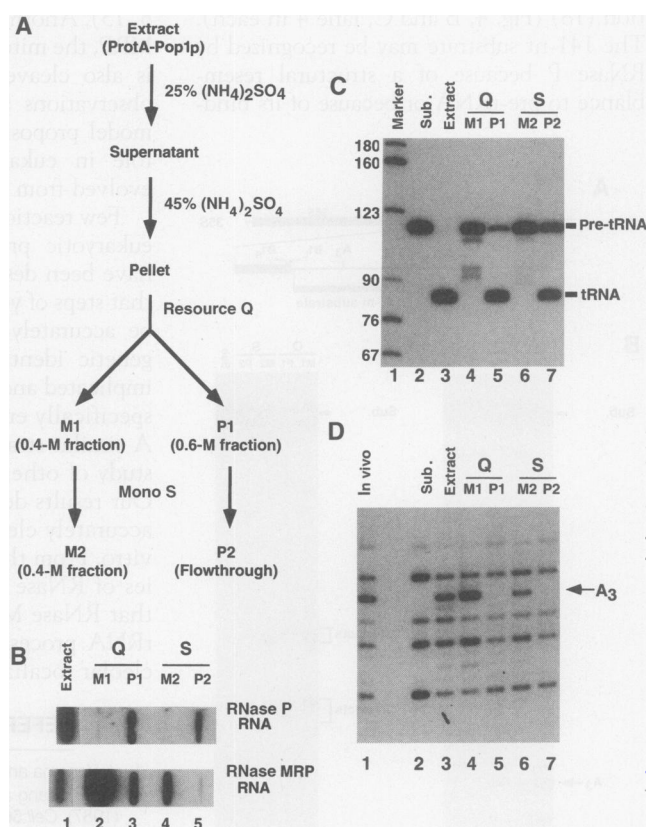 A
Extract
(ProtA-Pop1p)
25% (NH4)2SO4
Supernatant
45% (NH4)2SO4
Pellet
Resource Q
M1
(0.4-M fraction)
P1
(0.6-M fraction)
Mono S
M2
(0.4-M fraction)
P2
(Flowthrough)
B
Extract
Q
S
M1 P1 M2 P2
RNase P
RNA
RNase MRP
RNA
1 2 3 4 5
C
Marker
Sub.
Extract
Q
S
M1 P1 M2 P2
180
160
123
90
76
67
Pre-tRNA
tRNA
1 2 3 4 5 6 7
D
In vivo
Sub.
Extract
Q
S
M1 P1 M2 P2
A3
1 2 3 4 5 6 7